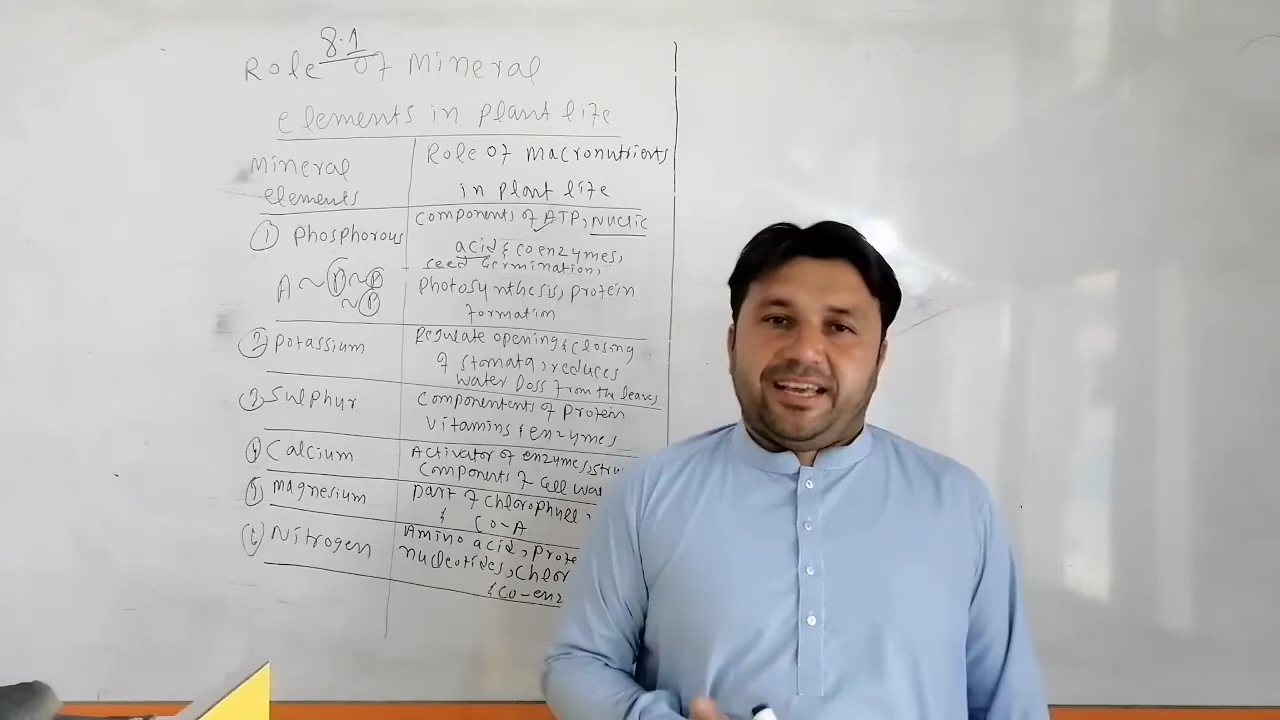 8.1
Role of Mineral
elements in plant life
Mineral
elements
Role of macronutrients
in plant life
① Phosphorous
A ~ P ~ P
~ P
components of ATP, Nuclic
acid & coenzymes,
seed Germination,
photosynthesis, protein
formation
② potassium
Regulate opening & closing
of stomata, reduces
water loss from the leaves
③ Sulphur
Componentents of protein
Vitamins & enzymes
④ Calcium
Activator of enzymes, stru
Components of cell wa
⑤ magnesium
part of chlorophyll,
& Co-A
⑥ Nitrogen
Amino acid, prote
nucleotides, chlor
& co-enz